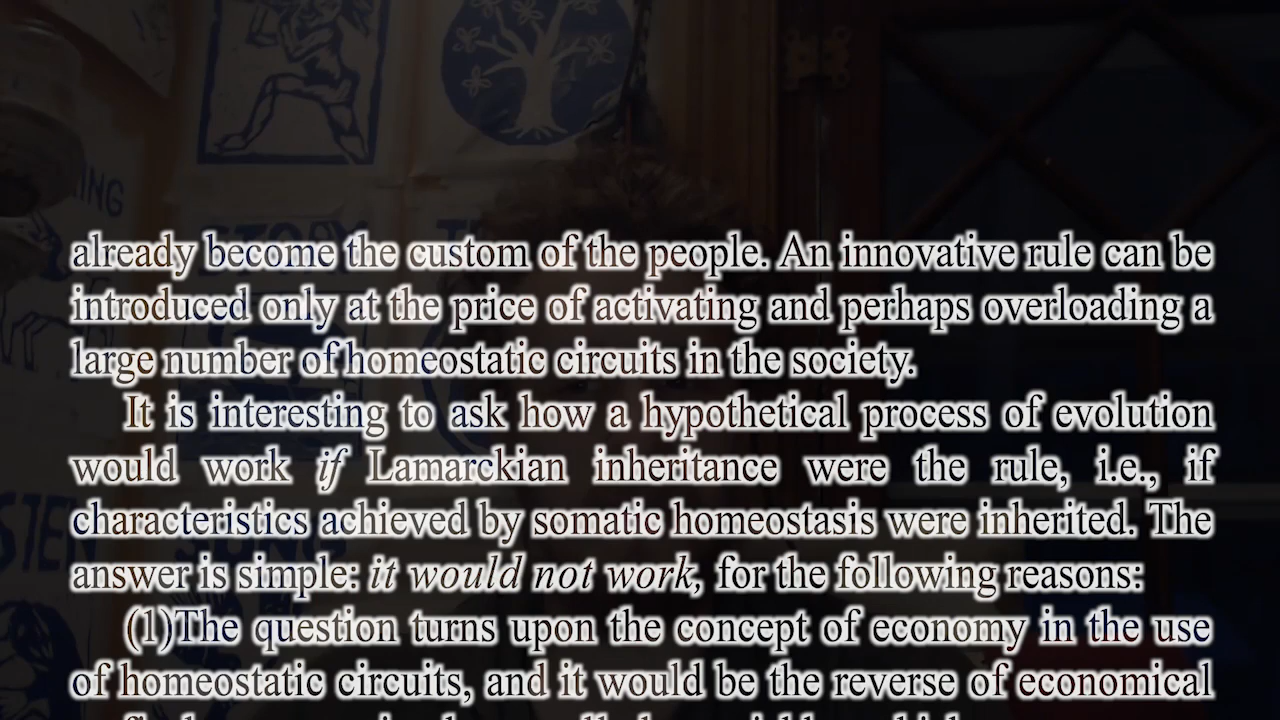 ING
already become the custom of the people. An innovative rule can be
introduced only at the price of activating and perhaps overloading a
large number of homeostatic circuits in the society.
It is interesting to ask how a hypothetical process of evolution
would work if Lamarckian inheritance were the rule, i.e., if
characteristics achieved by somatic homeostasis were inherited. The
answer is simple: it would not work, for the following reasons:
(1)The question turns upon the concept of economy in the use
of homeostatic circuits, and it would be the reverse of economical